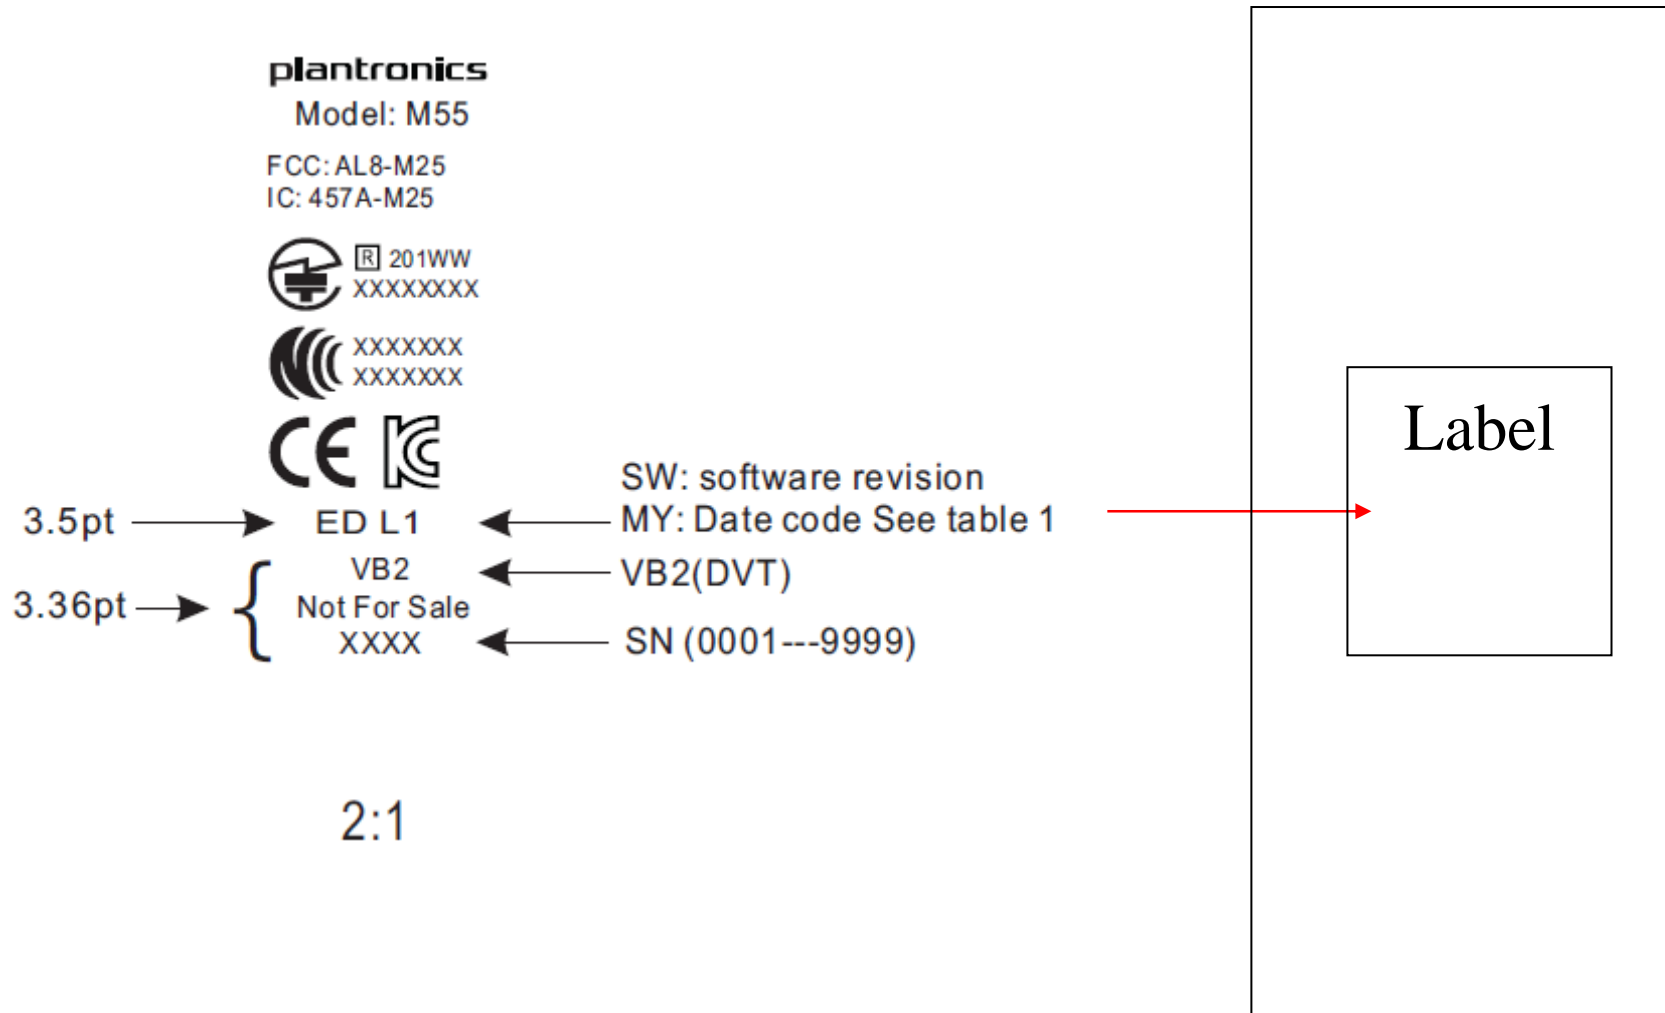 plantronics
Model: M55
FCC: AL8-M25
IC: 457A-M25
R 201WW
XXXXXXXX
XXXXXXX
XXXXXXX
CE
3.5pt
ED L1
SW: software revision
MY: Date code See table 1
VB2
VB2(DVT)
3.36pt
Not For Sale
XXXX
SN (0001---9999)
2:1
Label